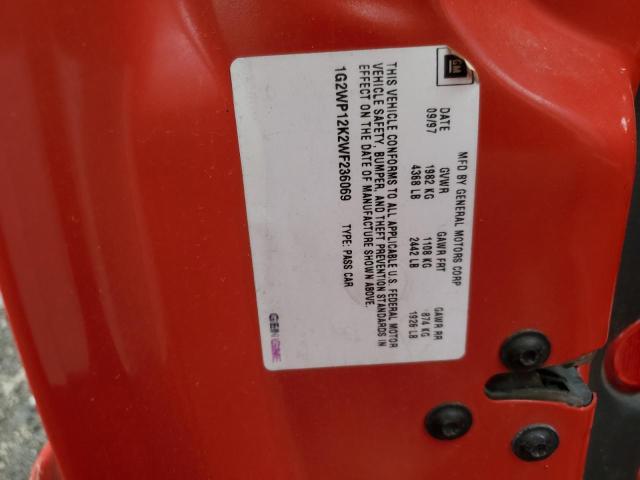 GM
MFD BY GENERAL MOTORS CORP
DATE GVWR GAWR FRT GAWR RR
09/97 1982 KG 1108 KG 874 KG
4368 LB 2442 LB 1926 LB
THIS VEHICLE CONFORMS TO ALL APPLICABLE U.S. FEDERAL MOTOR
VEHICLE SAFETY, BUMPER, AND THEFT PREVENTION STANDARDS IN
EFFECT ON THE DATE OF MANUFACTURE SHOWN ABOVE.
1G2WP12K2WF236069 TYPE: PASS CAR
GENUINE